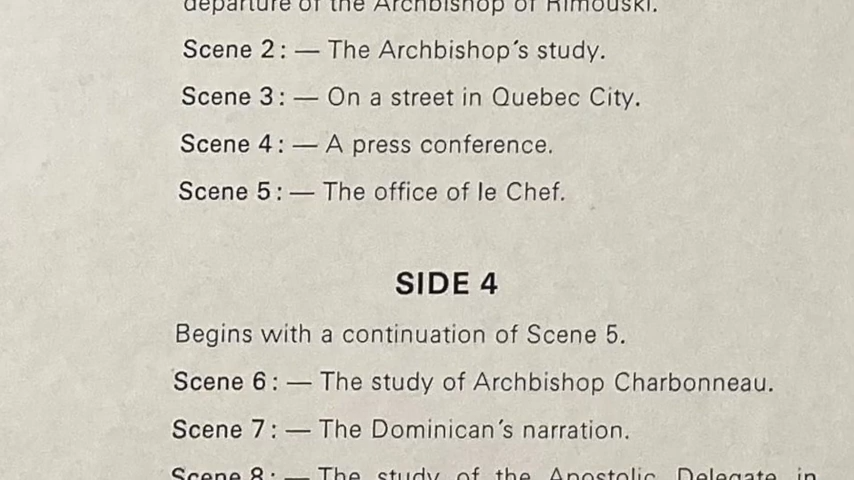 departure of the Archbishop of Rimouski.
Scene 2: — The Archbishop's study.
Scene 3: — On a street in Quebec City.
Scene 4: — A press conference.
Scene 5: — The office of le Chef.
SIDE 4
Begins with a continuation of Scene 5.
Scene 6: — The study of Archbishop Charbonneau.
Scene 7: — The Dominican's narration.
Scene 8: — The study of the Apostolic Delegate in